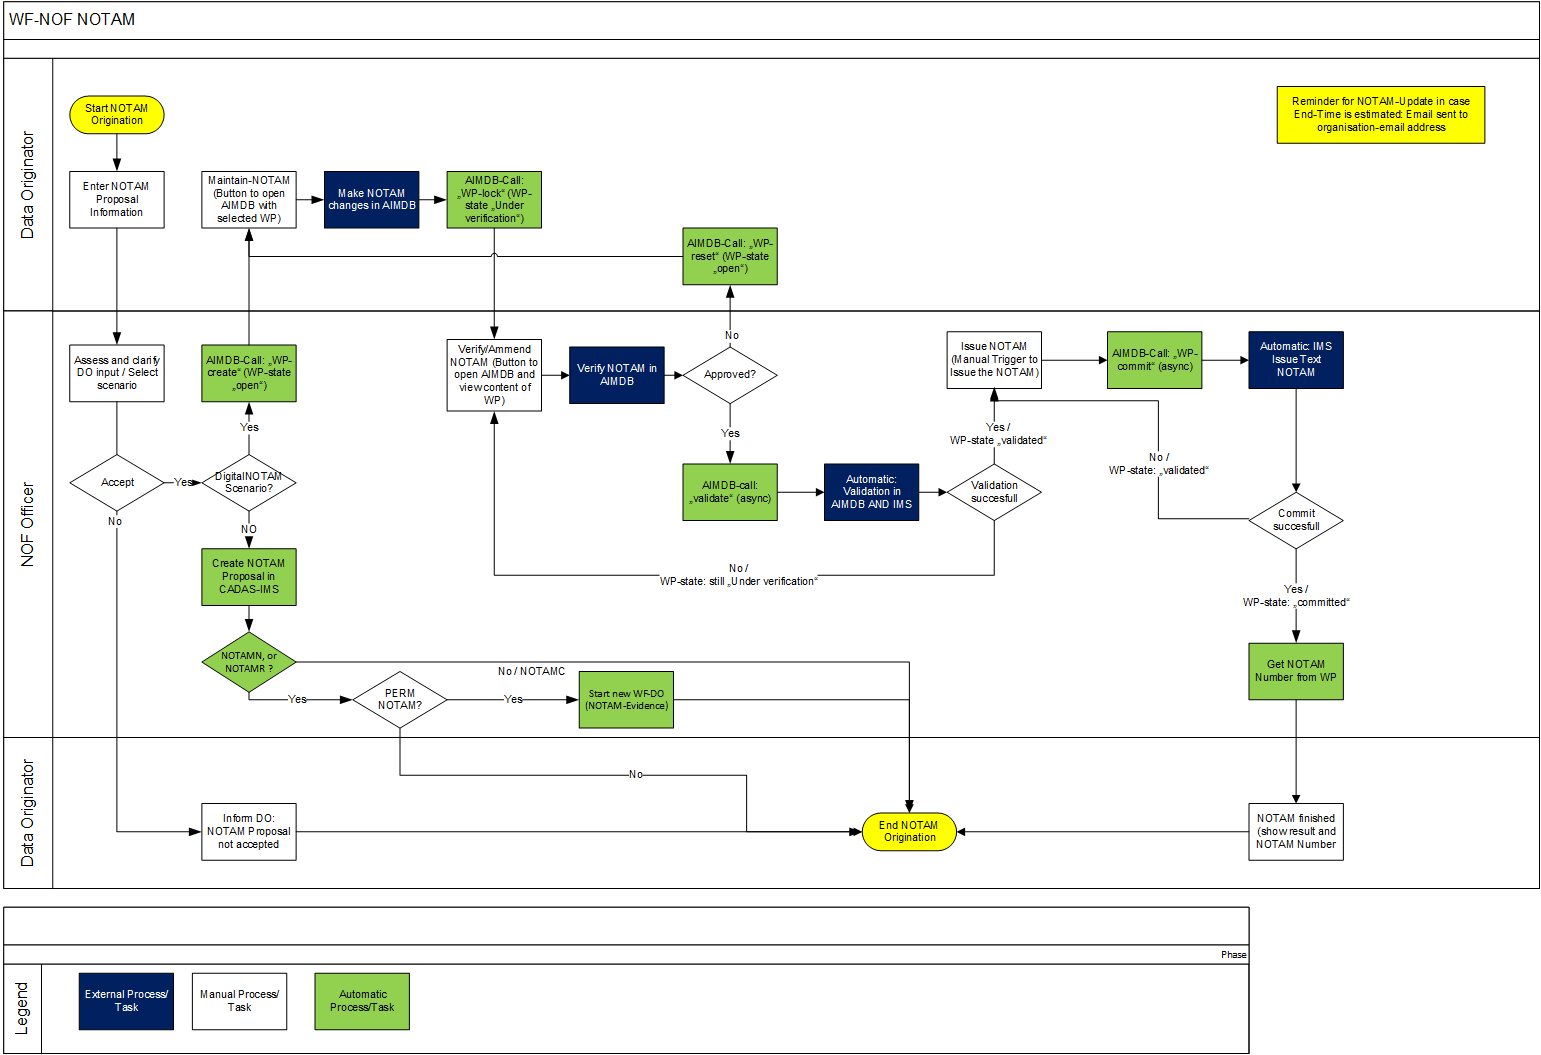 WF-NOF NOTAM
Data Originator
Start NOTAM
Origination
Reminder for NOTAM-Update in case
End-Time is estimated: Email sent to
organisation-email address
Enter NOTAM
Proposal
Information
Maintain-NOTAM
(Button to open
AIMDB with
selected WP)
Make NOTAM
changes in AIMDB
AIMDB-Call:
„WP-lock“ (WP-
state „Under
verification“)
AIMDB-Call: „WP-
reset“ (WP-state
„open“)
NOF Officer
Assess and clarify
DO input / Select
scenario
AIMDB-Call: „WP-
create“ (WP-state
„open“)
Verify/Ammend
NOTAM (Button to
open AIMDB and
view content of
WP)
Verify NOTAM in
AIMDB
No
Approved?
Yes
Issue NOTAM
(Manual Trigger to
Issue the NOTAM)
AIMDB-Call: „WP-
commit“ (async)
Automatic: IMS
Issue Text
NOTAM
Accept
Yes
No
Yes
DigitalNOTAM
Scenario?
NO
AIMDB-call:
„validate“ (async)
Automatic:
Validation in
AIMDB AND IMS
Yes /
WP-state „validated“
Validation
succesfull
No /
WP-state: „validated“
Commit
succesfull
No /
WP-state: still „Under verification“
Yes /
WP-state: „committed“
Create NOTAM
Proposal in
CADAS-IMS
NOTAMN, or
NOTAMR ?
No / NOTAMC
Yes
PERM
NOTAM?
Yes
Start new WF-DO
(NOTAM-Evidence)
Get NOTAM
Number from WP
Data Originator
No
Inform DO:
NOTAM Proposal
not accepted
End NOTAM
Origination
NOTAM finished
(show result and
NOTAM Number
Phase
Legend
External Process/
Task
Manual Process/
Task
Automatic
Process/Task